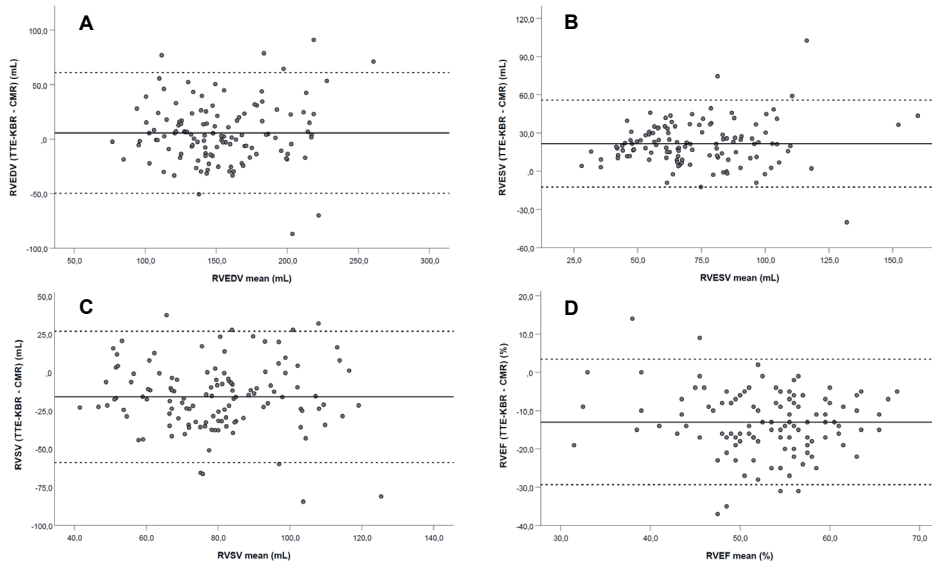 A
100,0
50,0
,0
-50,0
-100,0
RVEDV (TTE-KBR - CMR) (mL)
50,0 100,0 150,0 200,0 250,0 300,0
RVEDV mean (mL)
B
120,0
90,0
60,0
30,0
,0
-30,0
-60,0
RVESV (TTE-KBR - CMR) (mL)
25,0 50,0 75,0 100,0 125,0 150,0
RVESV mean (mL)
C
50,0
25,0
,0
-25,0
-50,0
-75,0
-100,0
RVSV (TTE-KBR - CMR) (mL)
40,0 60,0 80,0 100,0 120,0 140,0
RVSV mean (mL)
D
20,0
10,0
,0
-10,0
-20,0
-30,0
-40,0
RVEF (TTE-KBR - CMR) (%)
30,0 40,0 50,0 60,0 70,0
RVEF mean (%)